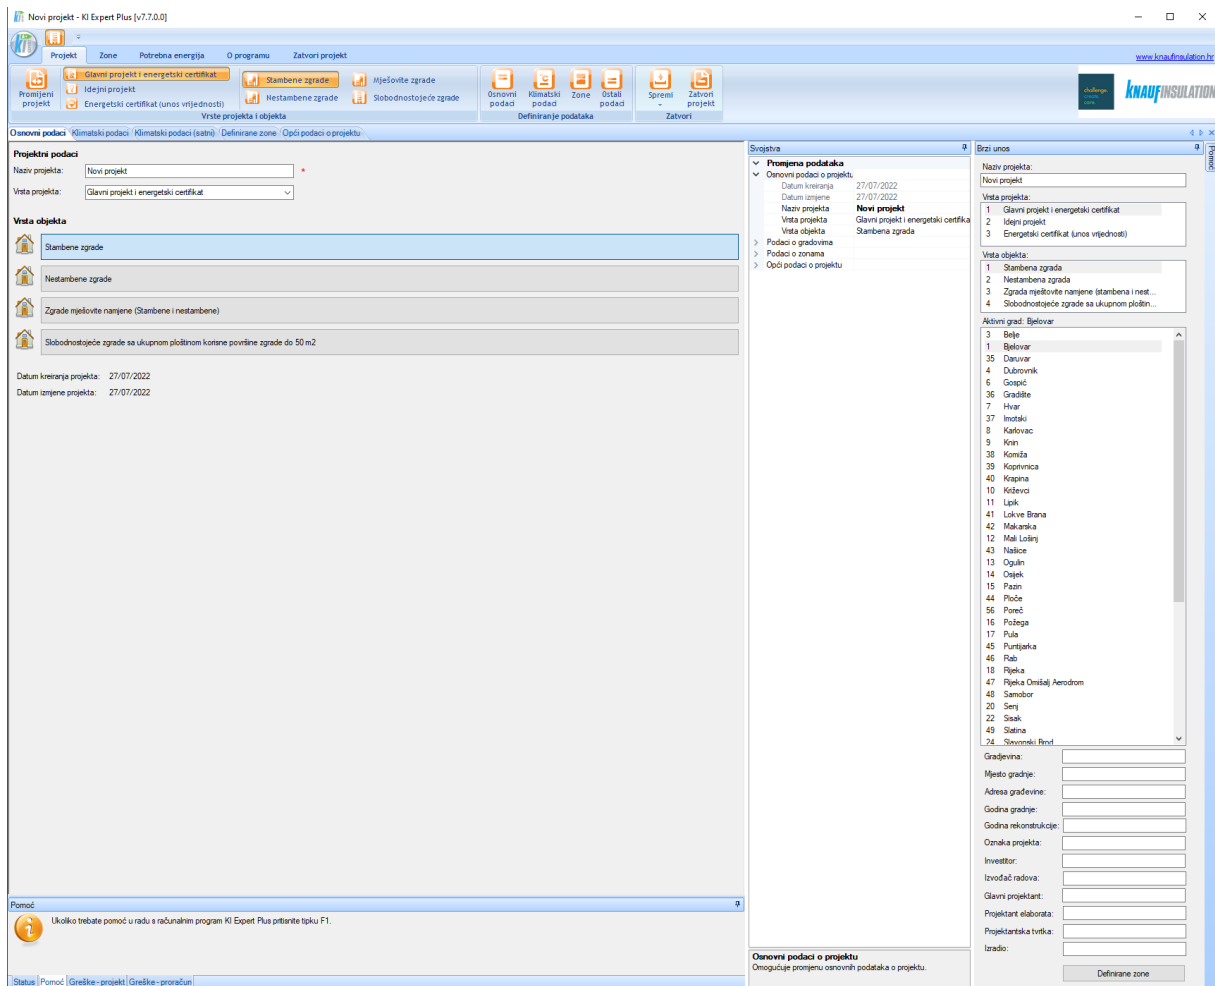 Novi projekt - KI Expert Plus [v7.7.0.0]
Projekt Zone Potrebna energija O programu Zatvori projekt
www.knaufinsulation.hr
Promijeni projekt
Glavni projekt i energetski certifikat
Idejni projekt
Energetski certifikat (unos vrijednosti)
Stambene zgrade
Nestambene zgrade
Mješovite zgrade
Slobodnostojeće zgrade
Vrste projekta i objekta
Osnovni podaci
Klimatski podaci
Zone
Ostali podaci
Definiranje podataka
Spremi
Zatvori projekt
Zatvori
challenge.
create.
care.
KNAUFINSULATION
Osnovni podaci Klimatski podaci Klimatski podaci (satni) Definirane zone Opći podaci o projektu
Projektni podaci
Naziv projekta: Novi projekt *
Vrsta projekta: Glavni projekt i energetski certifikat
Vrsta objekta
Stambene zgrade
Nestambene zgrade
Zgrade mješovite namjene (Stambene i nestambene)
Slobodnostojeće zgrade sa ukupnom ploštinom korisne površine zgrade do 50 m2
Datum kreiranja projekta: 27/07/2022
Datum izmjene projekta: 27/07/2022
Pomoć
Ukoliko trebate pomoć u radu s računalnim program KI Expert Plus pritisnite tipku F1.
Status Pomoć Greške - projekt Greške - proračun
Svojstva
Promjena podataka
Osnovni podaci o projektu
Datum kreiranja 27/07/2022
Datum izmjene 27/07/2022
Naziv projekta Novi projekt
Vrsta projekta Glavni projekt i energetski certifika
Vrsta objekta Stambena zgrada
Podaci o gradovima
Podaci o zonama
Opći podaci o projektu
Osnovni podaci o projektu
Omogućuje promjenu osnovnih podataka o projektu.
Brzi unos
Pomoć
Naziv projekta:
Novi projekt
Vrsta projekta:
1 Glavni projekt i energetski certifikat
2 Idejni projekt
3 Energetski certifikat (unos vrijednosti)
Vrsta objekta:
1 Stambena zgrada
2 Nestambena zgrada
3 Zgrada mještovite namjene (stambena i nest...
4 Slobodnostojeće zgrade sa ukupnom ploštin...
Aktivni grad: Bjelovar
3 Belje
1 Bjelovar
35 Daruvar
4 Dubrovnik
6 Gospić
36 Gradište
7 Hvar
37 Imotski
8 Karlovac
9 Knin
38 Komiža
39 Koprivnica
40 Krapina
10 Križevci
11 Lipik
41 Lokve Brana
42 Makarska
12 Mali Lošinj
43 Našice
13 Ogulin
14 Osijek
15 Pazin
44 Ploče
56 Poreč
16 Požega
17 Pula
45 Puntijarka
46 Rab
18 Rijeka
47 Rijeka Omišalj Aerodrom
48 Samobor
20 Senj
22 Sisak
49 Slatina
24 Slavonski Brod
Gradjevina:
Mjesto gradnje:
Adresa građevine:
Godina gradnje:
Godina rekonstrukcije:
Oznaka projekta:
Investitor:
Izvođač radova:
Glavni projektant:
Projektant elaborata:
Projektantska tvrtka:
Izradio:
Definirane zone